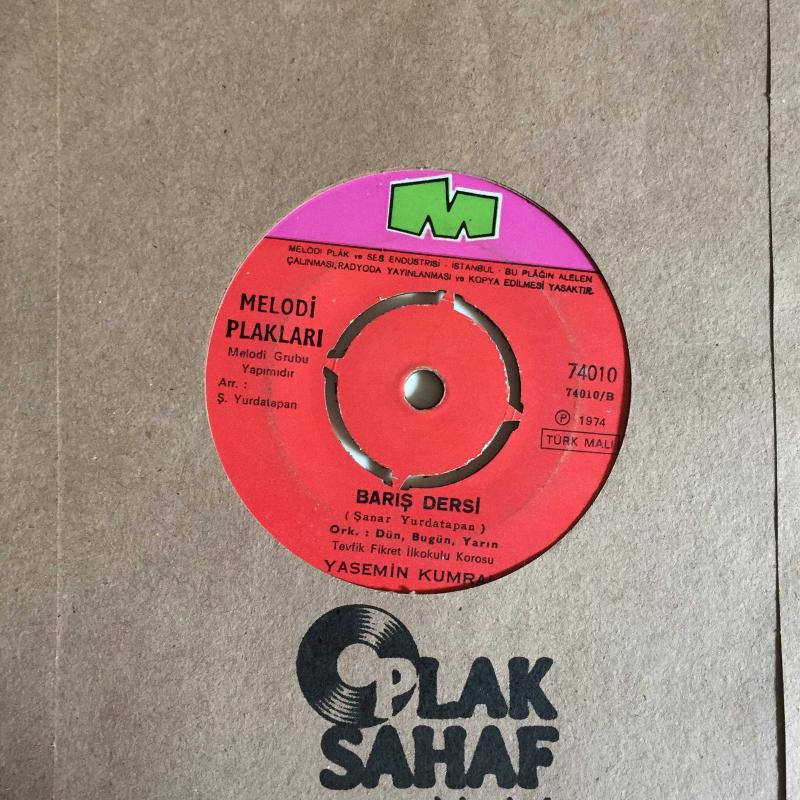 M
MELODİ PLÂK ve SES ENDUSTRİSİ - İSTANBUL - BU PLÂĞIN ALELEN
ÇALINMASI, RADYODA YAYINLANMASI ve KOPYA EDİLMESİ YASAKTIR.
MELODİ
PLAKLARI
Melodi Grubu
Yapımıdır
Arr. :
Ş. Yurdatapan
74010
74010/B
Ⓟ 1974
TÜRK MALI
BARIŞ DERSİ
( Şanar Yurdatapan )
Ork. : Dün, Bugün, Yarın
Tevfik Fikret İlkokulu Korosu
YASEMİN KUMRA
PLAK
SAHAF